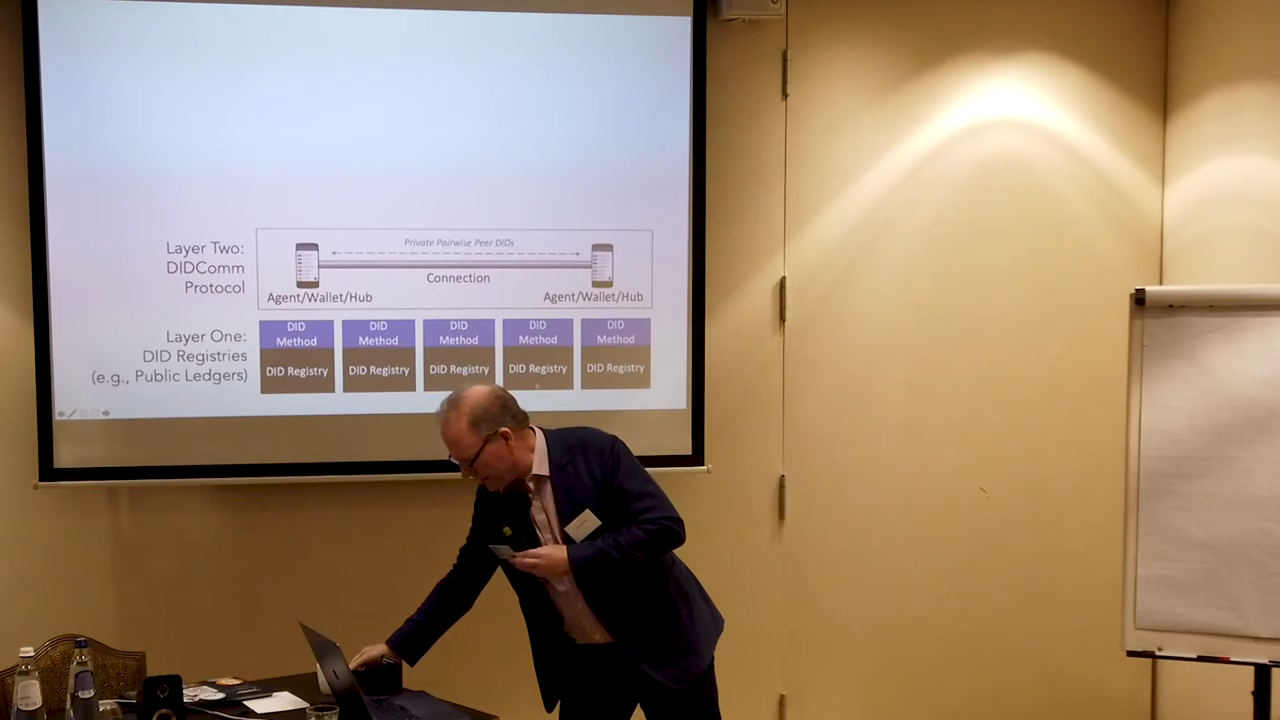 Layer Two:
DIDComm
Protocol
Private Pairwise Peer DIDs
Connection
Agent/Wallet/Hub
Agent/Wallet/Hub
Layer One:
DID Registries
(e.g., Public Ledgers)
DID
Method
DID Registry
DID
Method
DID Registry
DID
Method
DID Registry
DID
Method
DID Registry
DID
Method
DID Registry